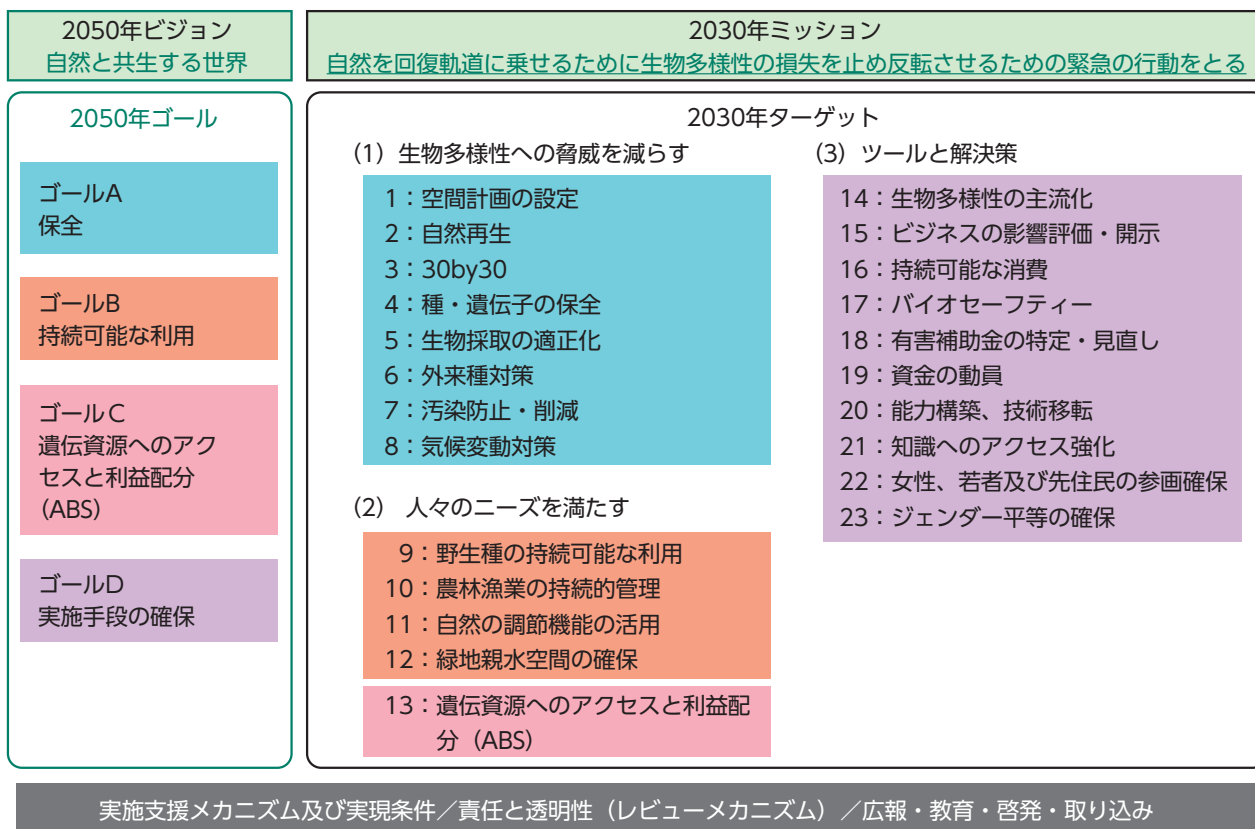 2050年ビジョン
自然と共生する世界
2030年ミッション
自然を回復軌道に乗せるために生物多様性の損失を止め反転させるための緊急の行動をとる
2050年ゴール
ゴールA
保全
ゴールB
持続可能な利用
ゴールC
遺伝資源へのアク
セスと利益配分
(ABS)
ゴールD
実施手段の確保
2030年ターゲット
(1) 生物多様性への脅威を減らす
1：空間計画の設定
2：自然再生
3：30by30
4：種・遺伝子の保全
5：生物採取の適正化
6：外来種対策
7：汚染防止・削減
8：気候変動対策
(2) 人々のニーズを満たす
9：野生種の持続可能な利用
10：農林漁業の持続的管理
11：自然の調節機能の活用
12：緑地親水空間の確保
13：遺伝資源へのアクセスと利益配
分 (ABS)
(3) ツールと解決策
14：生物多様性の主流化
15：ビジネスの影響評価・開示
16：持続可能な消費
17：バイオセーフティー
18：有害補助金の特定・見直し
19：資金の動員
20：能力構築、技術移転
21：知識へのアクセス強化
22：女性、若者及び先住民の参画確保
23：ジェンダー平等の確保
実施支援メカニズム及び実現条件／責任と透明性（レビューメカニズム）／広報・教育・啓発・取り込み